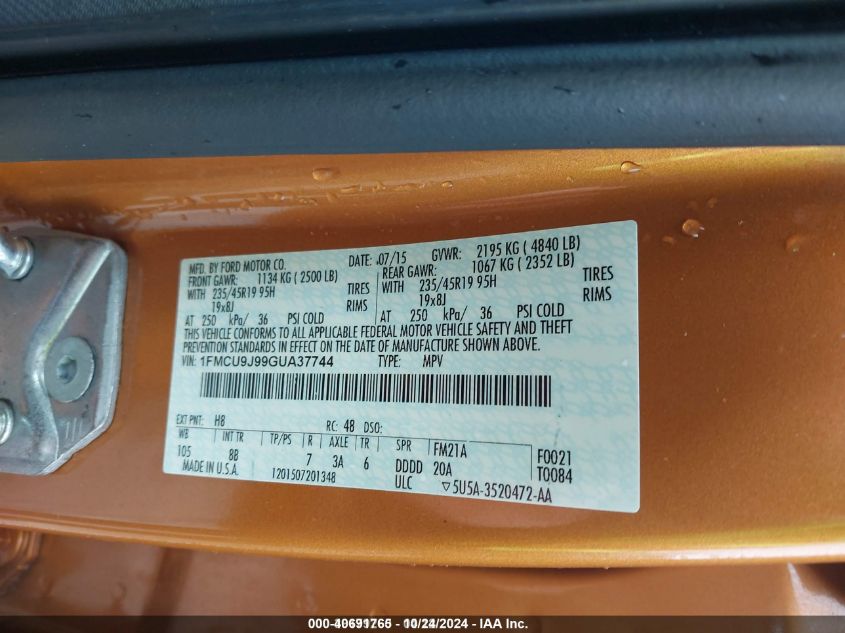 MFD. BY FORD MOTOR CO. DATE: 07/15 GVWR: 2195 KG ( 4840 LB)
FRONT GAWR: 1134 KG ( 2500 LB) REAR GAWR: 1067 KG ( 2352 LB)
WITH 235/45R19 95H TIRES WITH 235/45R19 95H TIRES
19x8J RIMS 19x8J RIMS
AT 250 kPa/ 36 PSI COLD AT 250 kPa/ 36 PSI COLD
THIS VEHICLE CONFORMS TO ALL APPLICABLE FEDERAL MOTOR VEHICLE SAFETY AND THEFT
PREVENTION STANDARDS IN EFFECT ON THE DATE OF MANUFACTURE SHOWN ABOVE.
VIN: 1FMCU9J99GUA37744 TYPE: MPV
EXT PNT: H8 RC: 48 DSO:
WB INT TR TP/PS R AXLE TR SPR FM21A F0021
105 8B 7 3A 6 DDDD 20A T0084
MADE IN U.S.A. 1201507201348 ULC ▽5U5A-3520472-AA
000-40691765 - 10/24/2024 - IAA Inc.